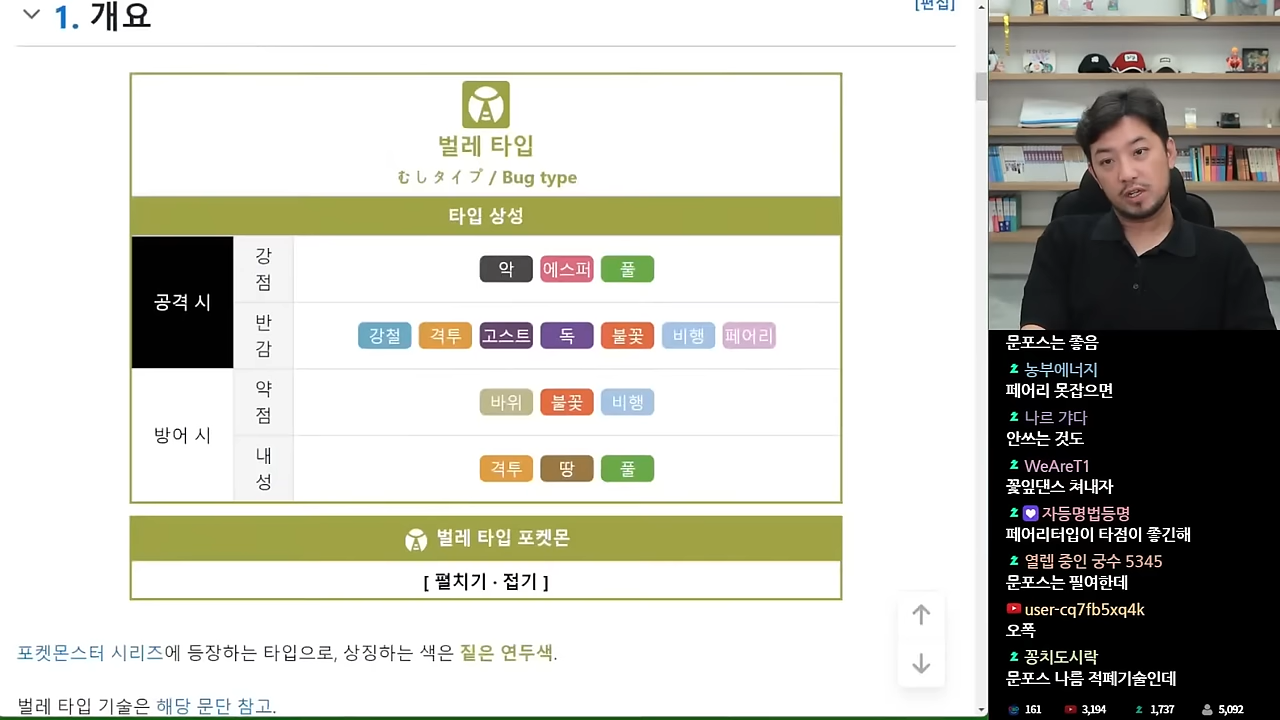 1. 개요
[편집]
벌레 타입
むしタイプ / Bug type
타입 상성
공격 시
강점
악 에스퍼 풀
반감
강철 격투 고스트 독 불꽃 비행 페어리
방어 시
약점
바위 불꽃 비행
내성
격투 땅 풀
벌레 타입 포켓몬
[ 펼치기 · 접기 ]
포켓몬스터 시리즈에 등장하는 타입으로, 상징하는 색은 짙은 연두색.
벌레 타입 기술은 해당 문단 참고.
문포스는 좋음
농부에너지
페어리 못잡으면
나르 갸다
안쓰는 것도
WeAreT1
꽃잎댄스 쳐내자
자등명법등명
페어리터입이 타점이 좋긴해
열렙 중인 궁수 5345
문포스는 필여한데
user-cq7fb5xq4k
오폭
꽁치도시락
문포스 나름 적폐기술인데
161 3,194 1,737 5,092